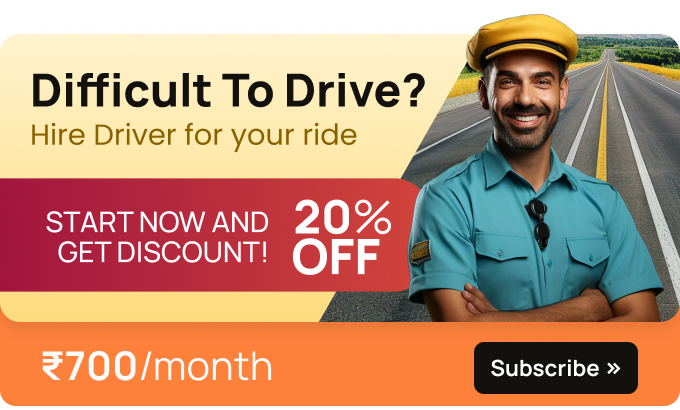 Difficult To Drive?
Hire Driver for your ride
START NOW AND
GET DISCOUNT!
20%
OFF
₹700/month
Subscribe »